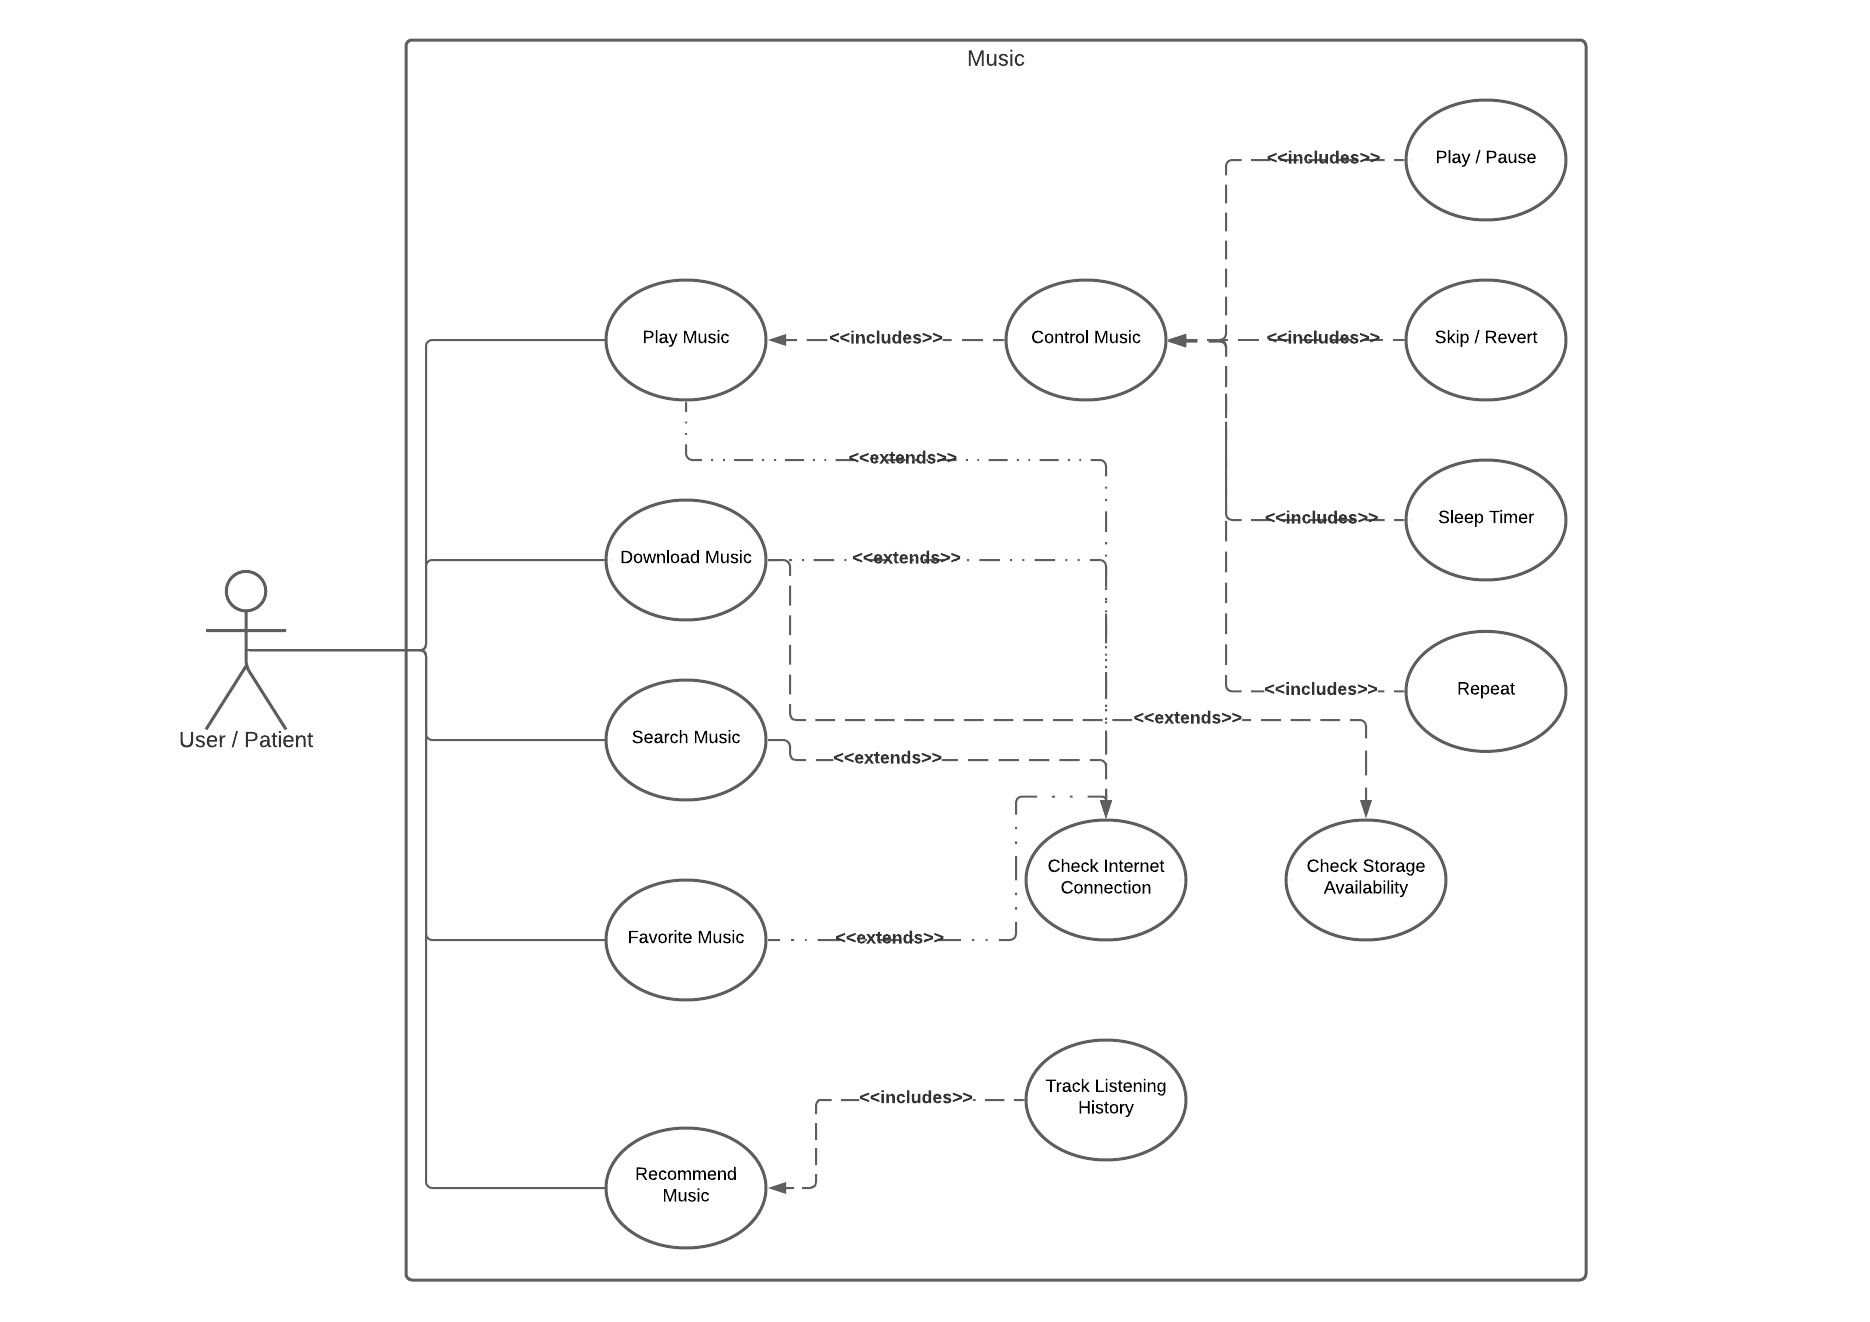 Music
<<includes>>
Play / Pause
Play Music
<<includes>>
Control Music
<<includes>>
Skip / Revert
<<extends>>
<<includes>>
Sleep Timer
Download Music
<<extends>>
<<includes>>
Repeat
<<extends>>
User / Patient
Search Music
<<extends>>
Check Internet
Connection
Check Storage
Availability
Favorite Music
<<extends>>
Track Listening
History
<<includes>>
Recommend
Music